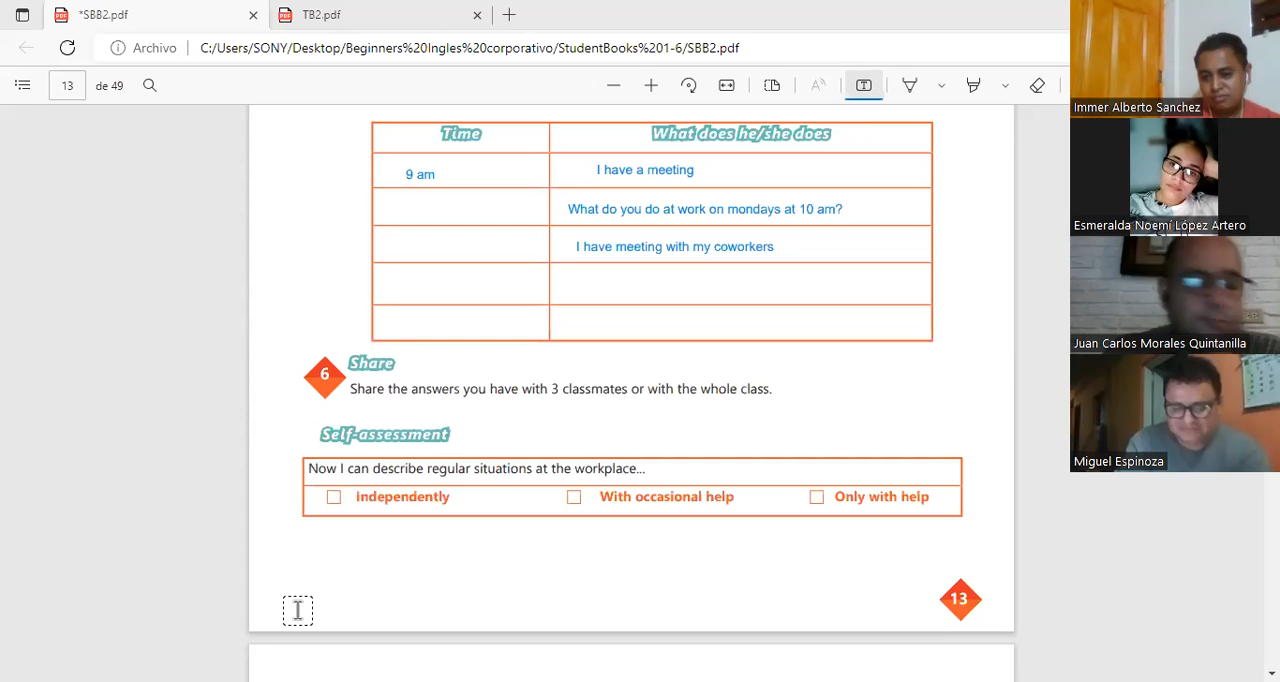 *SBB2.pdf
TB2.pdf
Archivo
C:/Users/SONY/Desktop/Beginners%20Ingles%20corporativo/StudentBooks%201-6/SBB2.pdf
13 de 49
Time What does he/she does
9 am I have a meeting
What do you do at work on mondays at 10 am?
I have meeting with my coworkers
6 Share
Share the answers you have with 3 classmates or with the whole class.
Self-assessment
Now I can describe regular situations at the workplace...
Independently With occasional help Only with help
13
Immer Alberto Sanchez
Esmeralda Noemí López Artero
Juan Carlos Morales Quintanilla
Miguel Espinoza